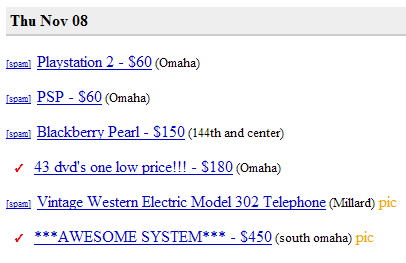 Thu Nov 08
[spam] Playstation 2 - $60 (Omaha)
[spam] PSP - $60 (Omaha)
[spam] Blackberry Pearl - $150 (144th and center)
✓ 43 dvd's one low price!!! - $180 (Omaha)
[spam] Vintage Western Electric Model 302 Telephone (Millard) pic
✓ ***AWESOME SYSTEM*** - $450 (south omaha) pic